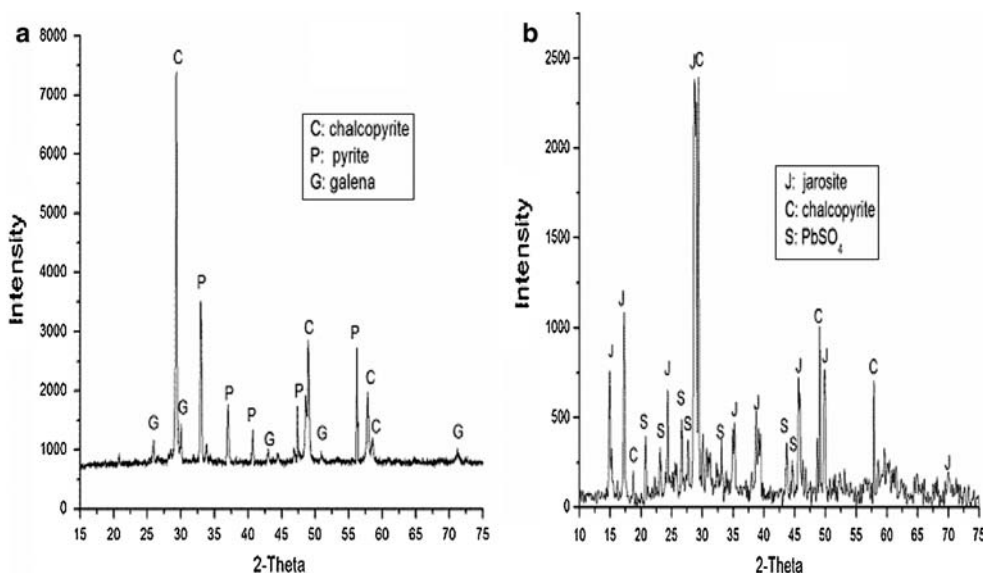 a
8000
7000
6000
5000
4000
3000
2000
1000
0
Intensity
C
C: chalcopyrite
P: pyrite
G: galena
P
C
P
P
P
C
G
G
P
G
G
C
G
15 20 25 30 35 40 45 50 55 60 65 70 75
2-Theta
b
2500
2000
1500
1000
500
0
Intensity
J C
J: jarosite
C: chalcopyrite
S: PbSO₄
J
C
J
J
J
C
J
S
S
S
S
J
J
S
S
C
J
10 15 20 25 30 35 40 45 50 55 60 65 70 75
2-Theta